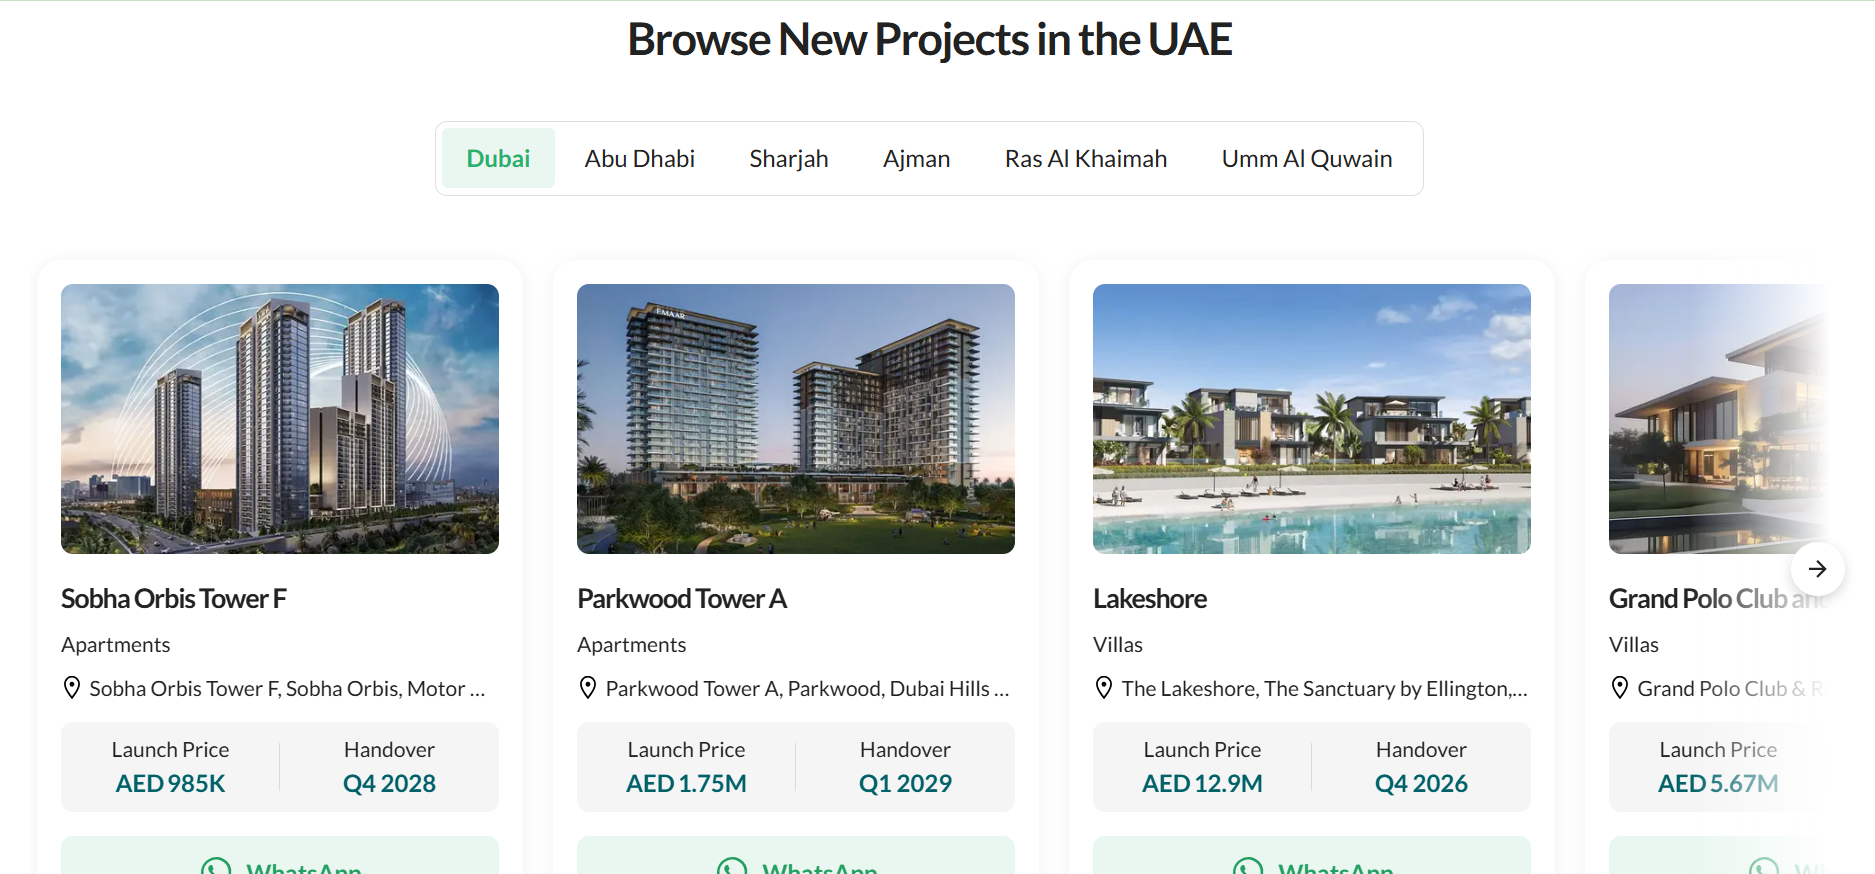 Browse New Projects in the UAE
Dubai
Abu Dhabi
Sharjah
Ajman
Ras Al Khaimah
Umm Al Quwain
EMAAR
Sobha Orbis Tower F
Apartments
Sobha Orbis Tower F, Sobha Orbis, Motor ...
Launch Price
AED 985K
Handover
Q4 2028
WhatsApp
Parkwood Tower A
Apartments
Parkwood Tower A, Parkwood, Dubai Hills ...
Launch Price
AED 1.75M
Handover
Q1 2029
WhatsApp
Lakeshore
Villas
The Lakeshore, The Sanctuary by Ellington,...
Launch Price
AED 12.9M
Handover
Q4 2026
WhatsApp
Grand Polo Club
Villas
Grand Polo Club &
Launch Price
AED 5.67M